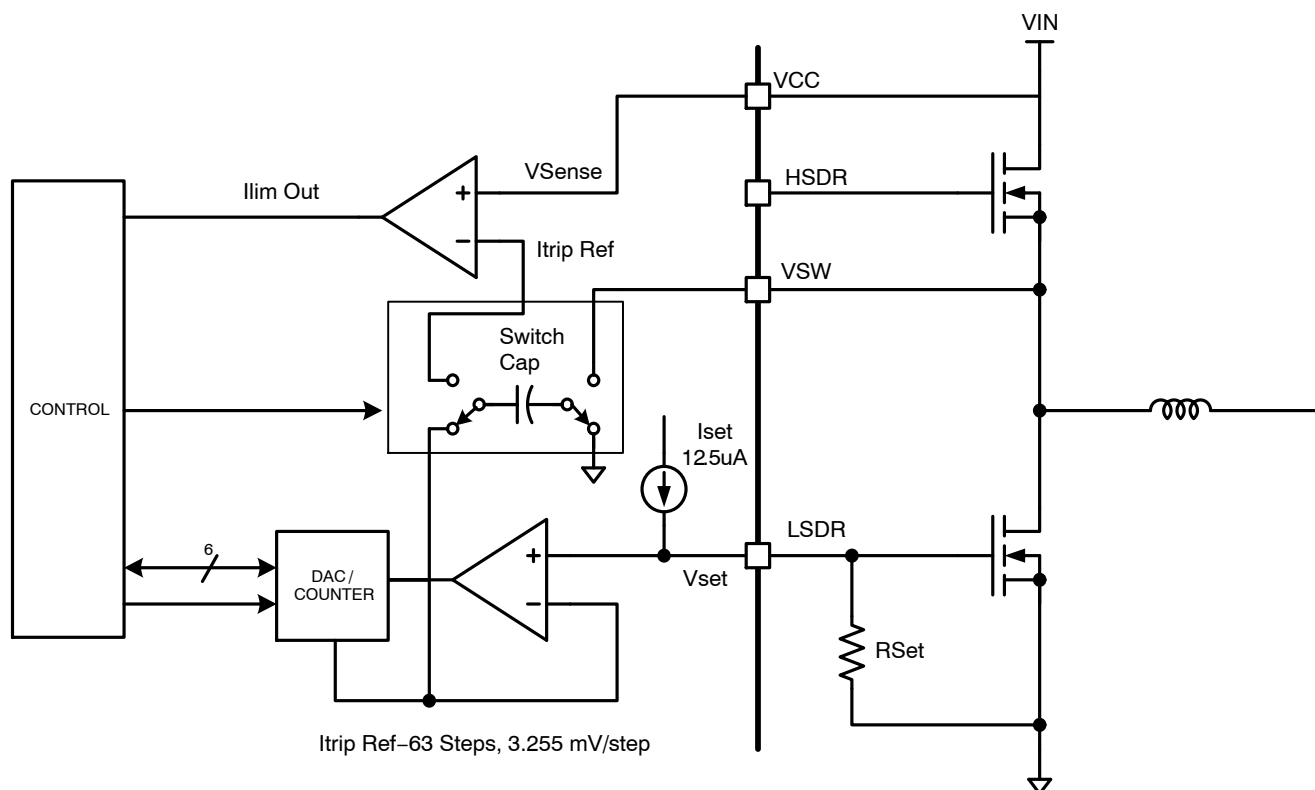 VIN
VCC
VSense
HSDR
Ilim Out
+
−
Itrip Ref
VSW
Switch
Cap
CONTROL
Iset
12.5uA
LSDR
6
+
DAC /
COUNTER
Vset
−
RSet
Itrip Ref−63 Steps, 3.255 mV/step